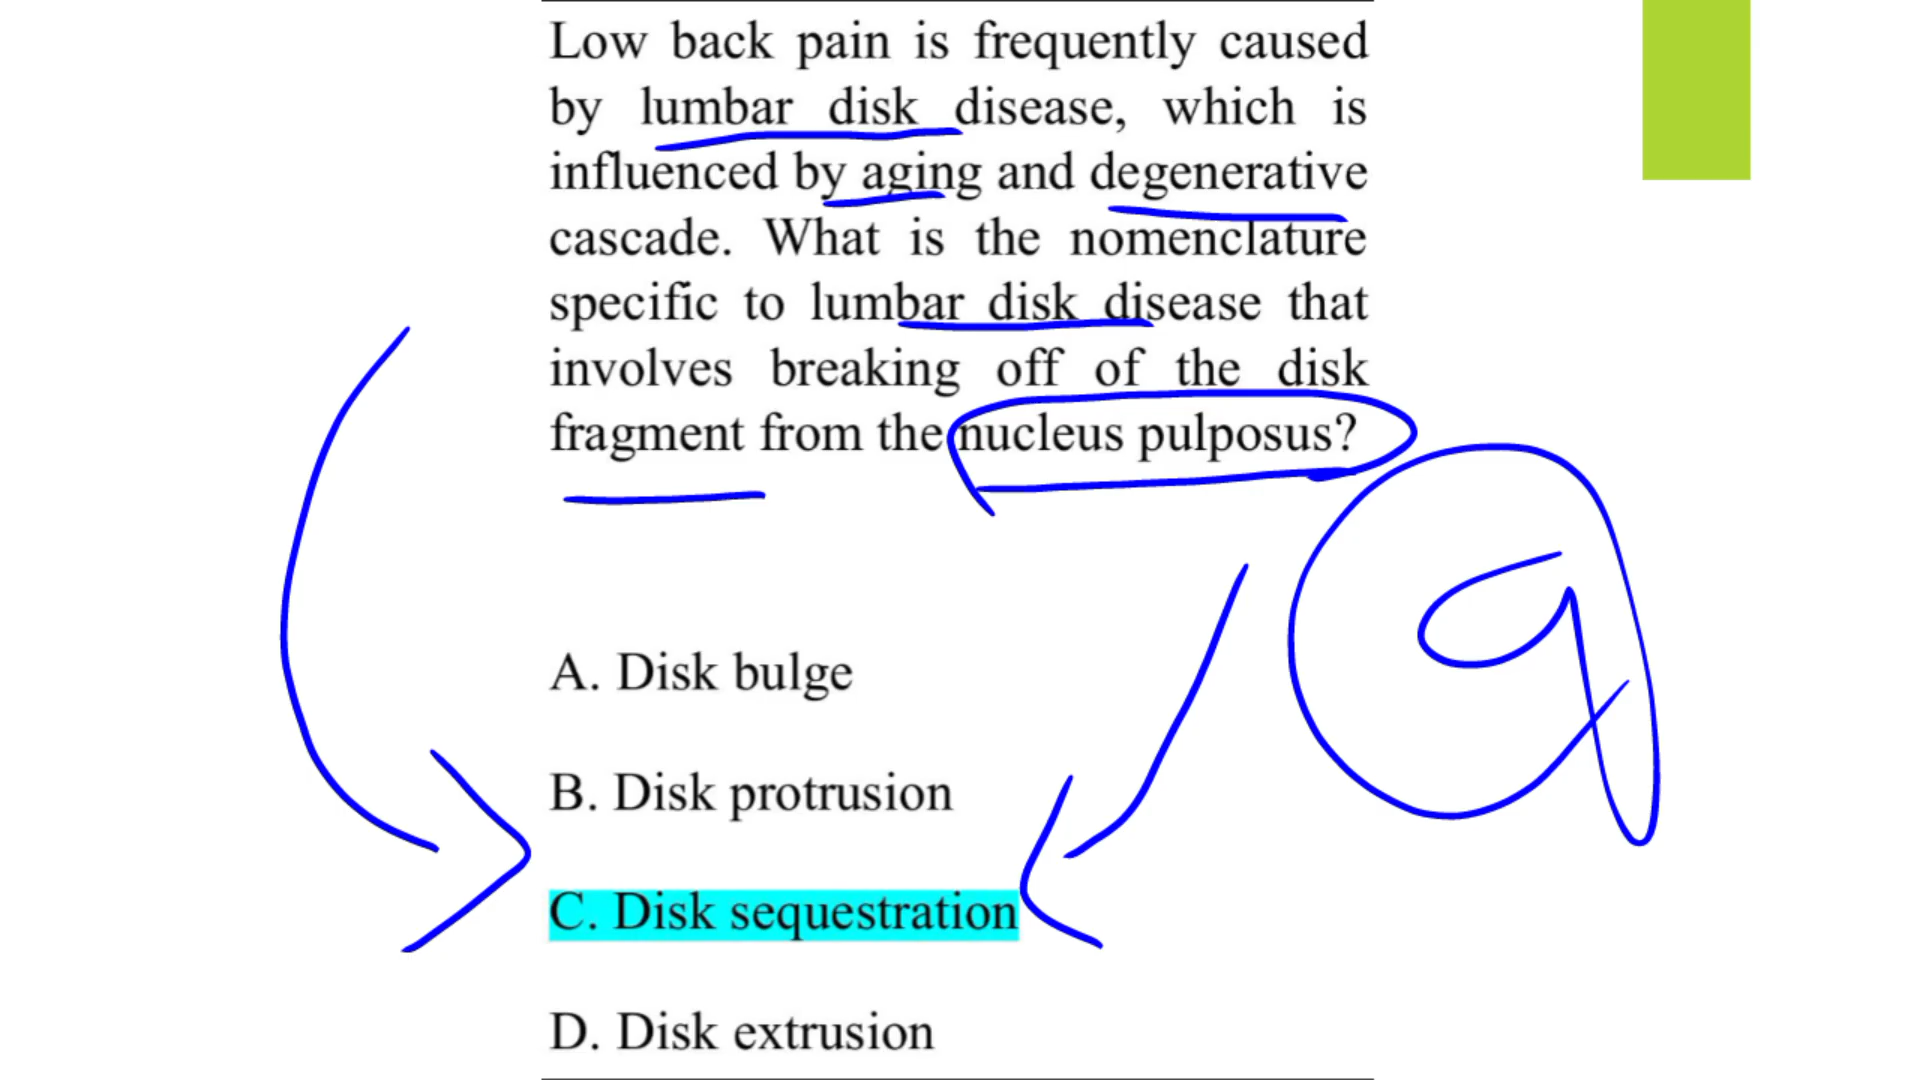 Low back pain is frequently caused
by lumbar disk disease, which is
influenced by aging and degenerative
cascade. What is the nomenclature
specific to lumbar disk disease that
involves breaking off of the disk
fragment from the nucleus pulposus?
A. Disk bulge
B. Disk protrusion
C. Disk sequestration
D. Disk extrusion